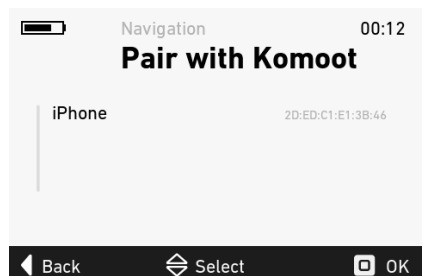 Navigation 00:12
Pair with Komoot
iPhone 2D:ED:C1:E1:3B:46
Back Select OK